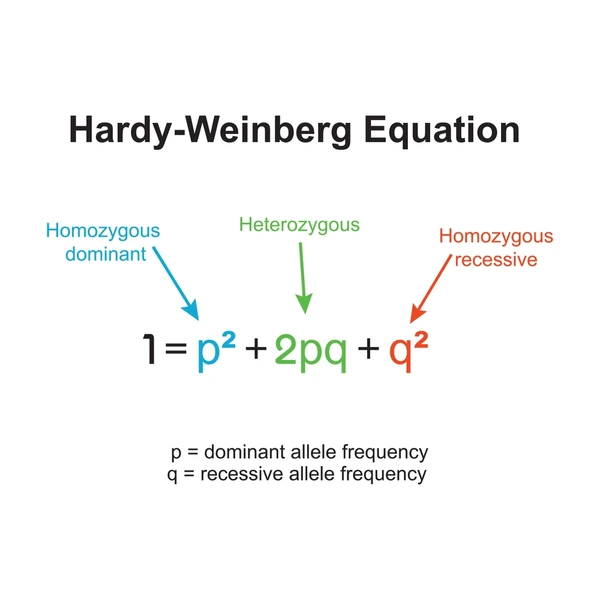 Hardy-Weinberg Equation
Homozygous
dominant
Heterozygous
Homozygous
recessive
1 = p² + 2pq + q²
p = dominant allele frequency
q = recessive allele frequency